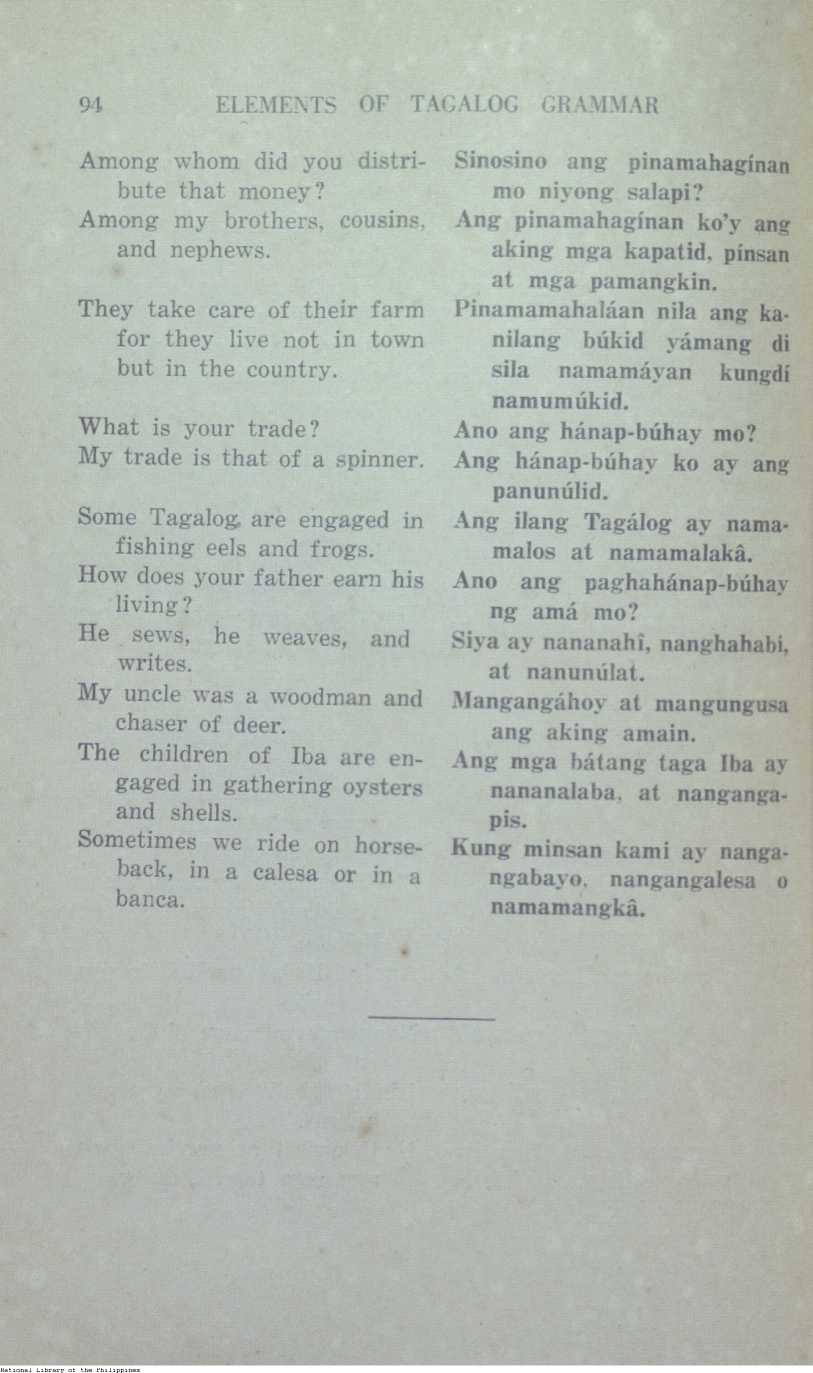 94 ELEMENTS OF TAGALOG GRAMMAR
Among whom did you distri-
bute that money?
Among my brothers, cousins,
and nephews.
They take care of their farm
for they live not in town
but in the country.
What is your trade?
My trade is that of a spinner.
Some Tagalog are engaged in
fishing eels and frogs.
How does your father earn his
living?
He sews, he weaves, and
writes.
My uncle was a woodman and
chaser of deer.
The children of Iba are en-
gaged in gathering oysters
and shells.
Sometimes we ride on horse-
back, in a calesa or in a
banca.
Sinosino ang pinamahagínan
mo niyong salapi?
Ang pinamahagínan ko'y ang
aking mga kapatid, pínsan
at mga pamangkin.
Pinamamahaláan nila ang ka-
nilang búkid yámang di
sila namamáyan kungdí
namumúkid.
Ano ang hánap-búhay mo?
Ang hánap-búhay ko ay ang
panunúlid.
Ang ilang Tagálog ay nama-
malos at namamalakâ.
Ano ang paghahánap-búhay
ng amá mo?
Siya ay nananahî, nanghahabi,
at nanunúlat.
Mangangáhoy at mangungusa
ang aking amain.
Ang mga bátang taga Iba ay
nananalaba, at nanganga-
pis.
Kung minsan kami ay nanga-
ngabayo, nangangalesa o
namamangkâ.
National Library of the Philippines